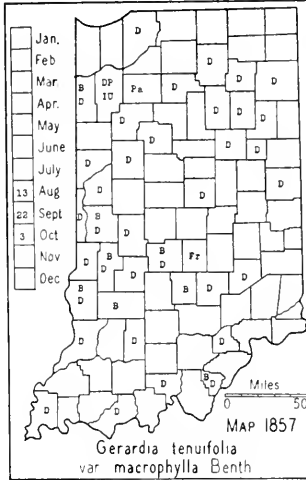 Jan.
Feb
Mar.
Apr.
May
June
July
13 Aug
22 Sept
3 Oct
Nov
Dec
D
D D
B D DP IU Pa D D D D
D D
D
D D
D D
D D
B D D
B D Fr
B D D
D
B D B D
B
D D D
B D
D
D D
Miles
0 50
MAP 1857
Gerardia tenuifolia
var macrophylla Benth